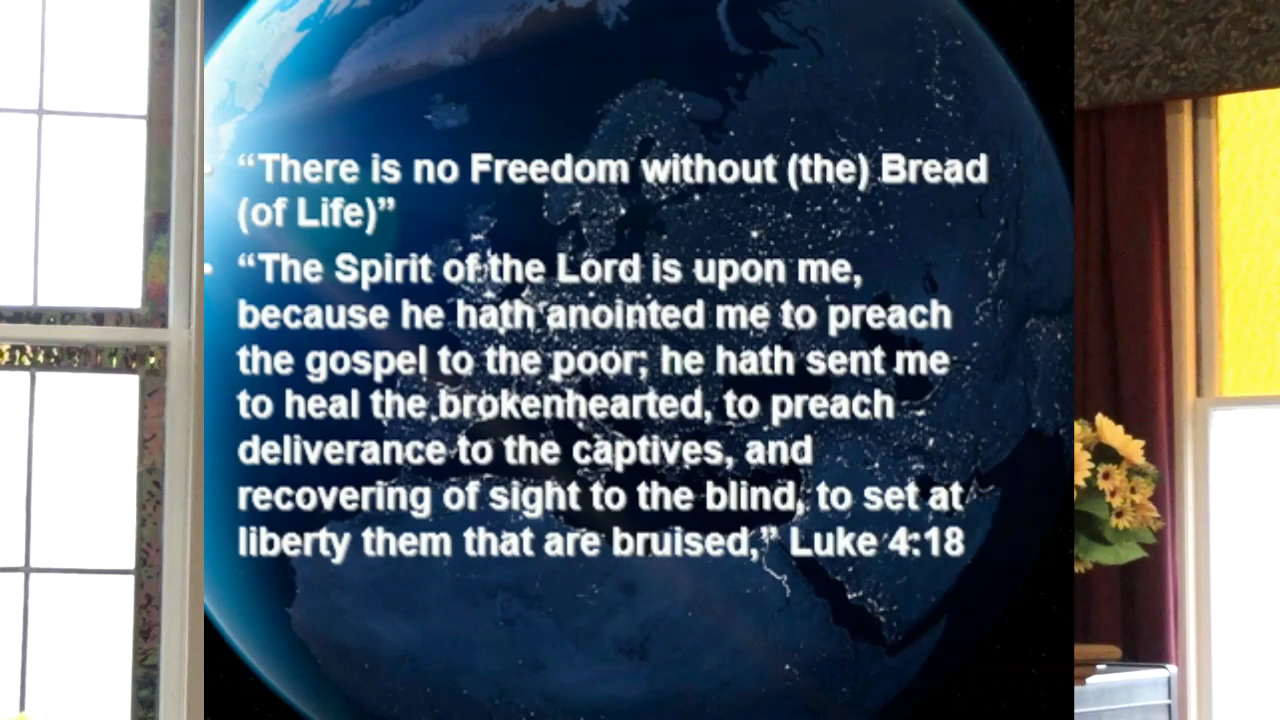 • “There is no Freedom without (the) Bread
(of Life)”
• “The Spirit of the Lord is upon me,
because he hath anointed me to preach
the gospel to the poor; he hath sent me
to heal the brokenhearted, to preach
deliverance to the captives, and
recovering of sight to the blind, to set at
liberty them that are bruised,” Luke 4:18